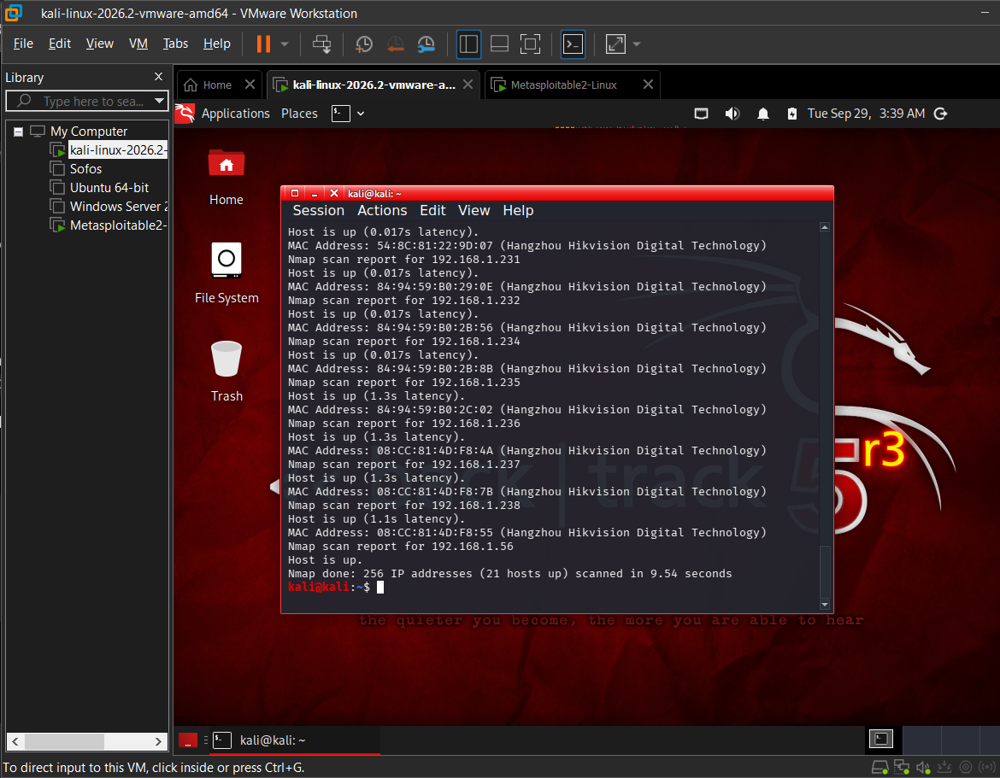 kali-linux-2026.2-vmware-amd64 - VMware Workstation
File Edit View VM Tabs Help
Library
Type here to sea...
My Computer
kali-linux-2026.2-
Sofos
Ubuntu 64-bit
Windows Server 2
Metasploitable2-
Home
kali-linux-2026.2-vmware-a...
Metasploitable2-Linux
Applications Places
Tue Sep 29, 3:39 AM
Home
File System
Trash
kali@kali: ~
Session Actions Edit View Help
Host is up (0.017s latency).
MAC Address: 54:8C:81:22:9D:07 (Hangzhou Hikvision Digital Technology)
Nmap scan report for 192.168.1.231
Host is up (0.017s latency).
MAC Address: 84:94:59:B0:29:0E (Hangzhou Hikvision Digital Technology)
Nmap scan report for 192.168.1.232
Host is up (0.017s latency).
MAC Address: 84:94:59:B0:2B:56 (Hangzhou Hikvision Digital Technology)
Nmap scan report for 192.168.1.234
Host is up (0.017s latency).
MAC Address: 84:94:59:B0:2B:8B (Hangzhou Hikvision Digital Technology)
Nmap scan report for 192.168.1.235
Host is up (1.3s latency).
MAC Address: 84:94:59:B0:2C:02 (Hangzhou Hikvision Digital Technology)
Nmap scan report for 192.168.1.236
Host is up (1.3s latency).
MAC Address: 08:CC:81:4D:F8:4A (Hangzhou Hikvision Digital Technology)
Nmap scan report for 192.168.1.237
Host is up (1.3s latency).
MAC Address: 08:CC:81:4D:F8:7B (Hangzhou Hikvision Digital Technology)
Nmap scan report for 192.168.1.238
Host is up (1.1s latency).
MAC Address: 08:CC:81:4D:F8:55 (Hangzhou Hikvision Digital Technology)
Nmap scan report for 192.168.1.56
Host is up.
Nmap done: 256 IP addresses (21 hosts up) scanned in 9.54 seconds
kali@kali:~$
back | track 5 r3
the quieter you become, the more you are able to hear
kali@kali: ~
To direct input to this VM, click inside or press Ctrl+G.